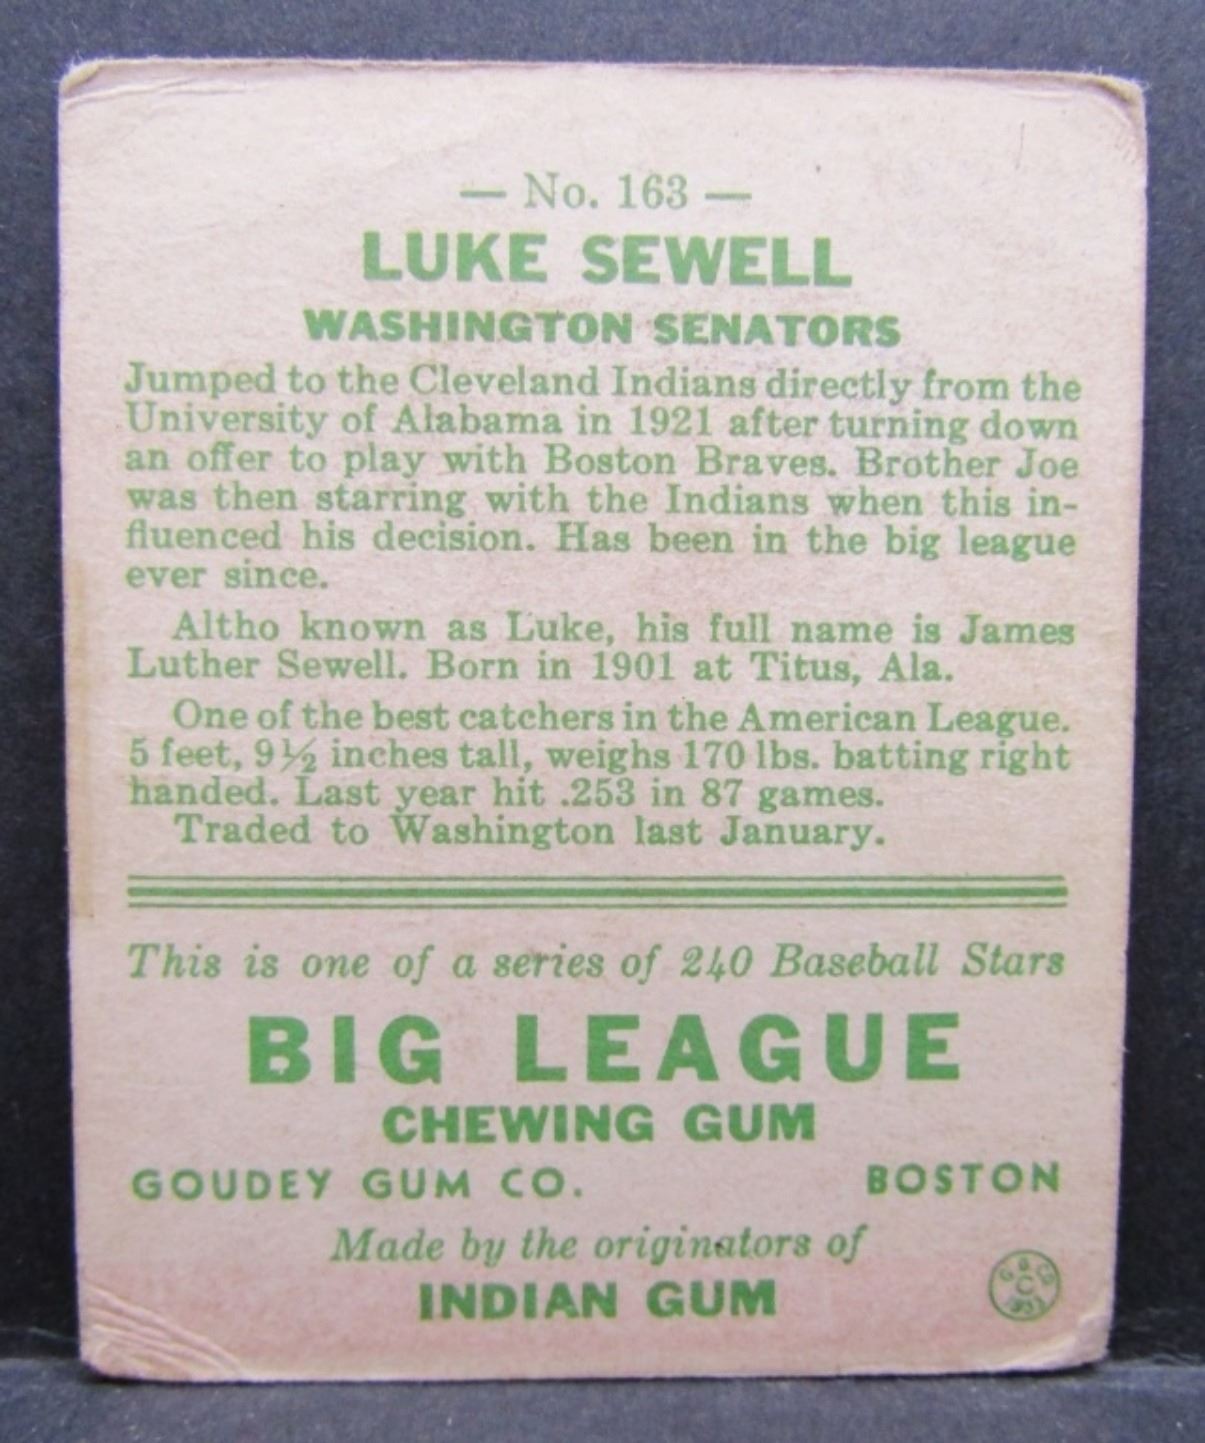 — No. 163 —
LUKE SEWELL
WASHINGTON SENATORS
Jumped to the Cleveland Indians directly from the
University of Alabama in 1921 after turning down
an offer to play with Boston Braves. Brother Joe
was then starring with the Indians when this in-
fluenced his decision. Has been in the big league
ever since.
Altho known as Luke, his full name is James
Luther Sewell. Born in 1901 at Titus, Ala.
One of the best catchers in the American League.
5 feet, 9½ inches tall, weighs 170 lbs. batting right
handed. Last year hit .253 in 87 games.
Traded to Washington last January.
This is one of a series of 240 Baseball Stars
BIG LEAGUE
CHEWING GUM
GOUDEY GUM CO. BOSTON
Made by the originators of
INDIAN GUM
C